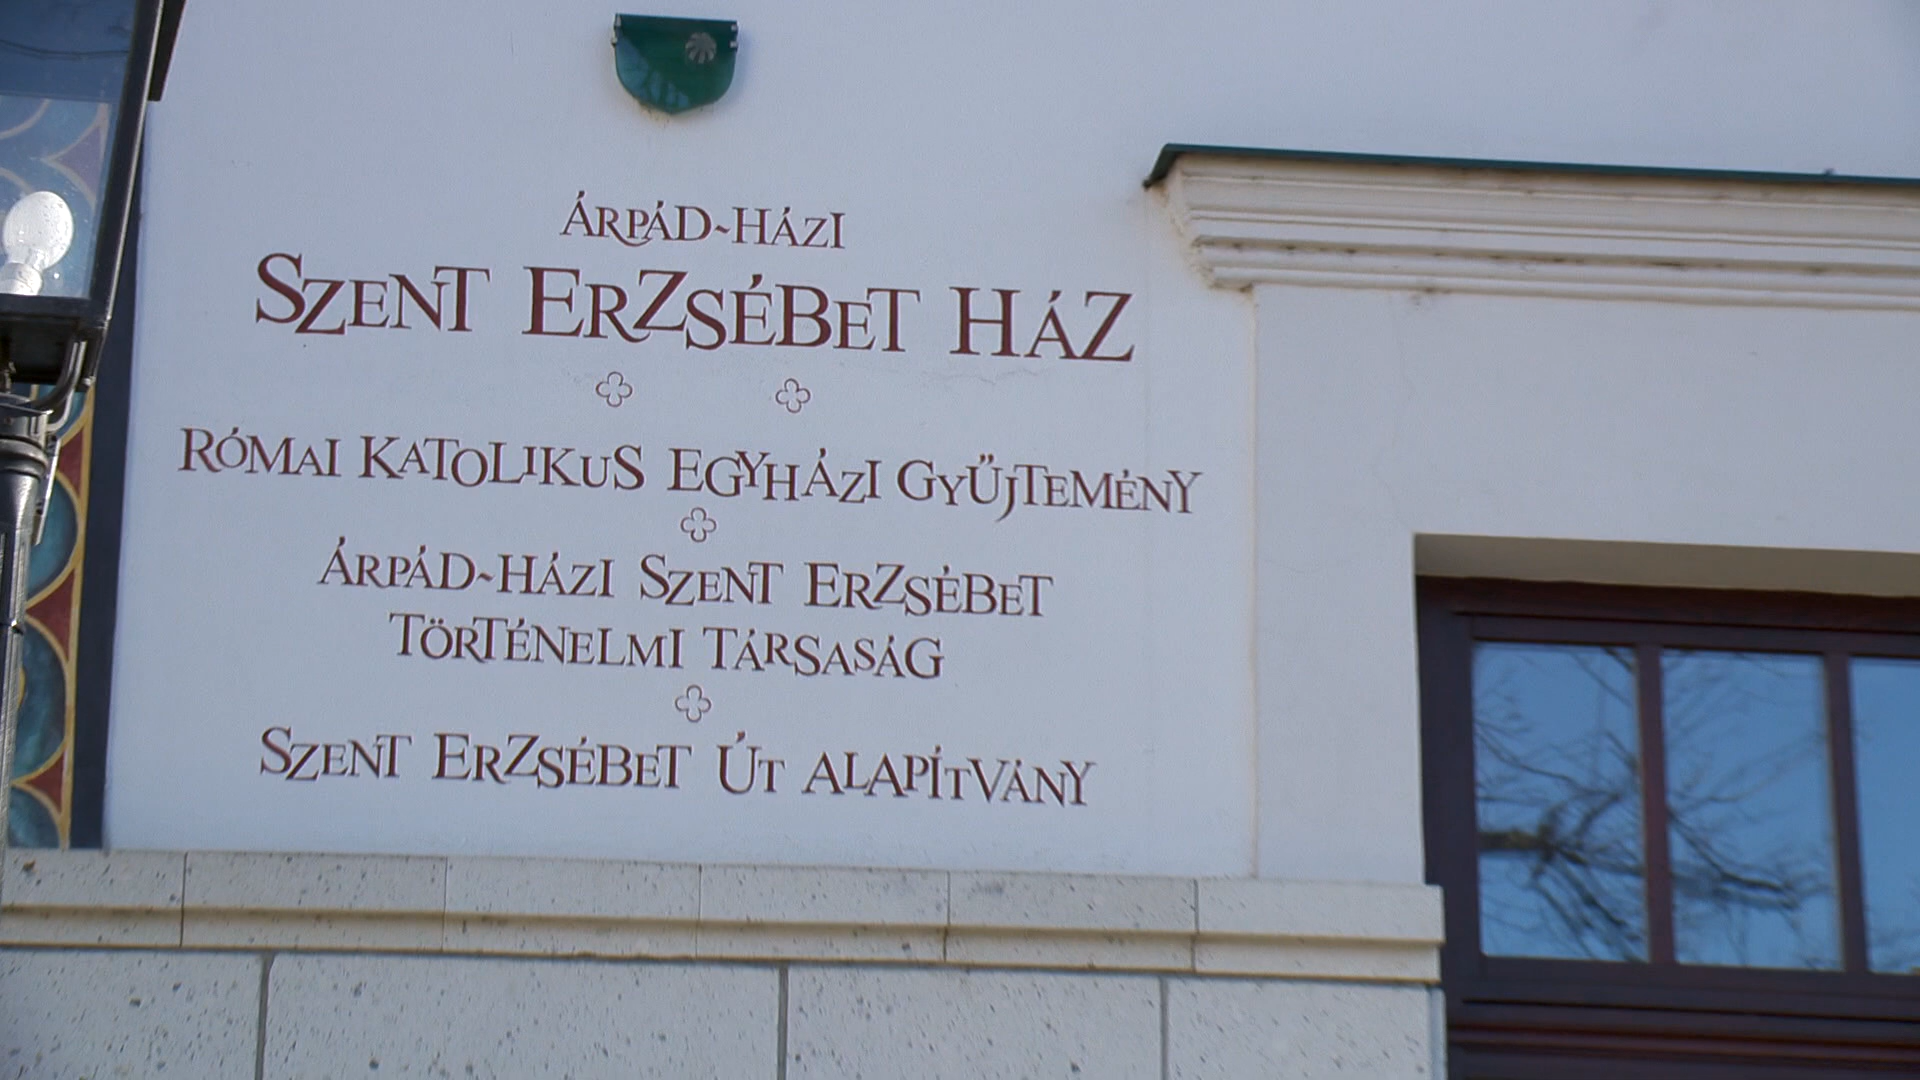 ÁRPÁD~HÁZI
SZENT ERZSÉBET HÁZ
RÓMAI KATOLIKUS EGYHÁZI GYŰJTEMÉNY
ÁRPÁD~HÁZI SZENT ERZSÉBET
TÖRTÉNELMI TÁRSASÁG
SZENT ERZSÉBET ÚT ALAPÍTVÁNY